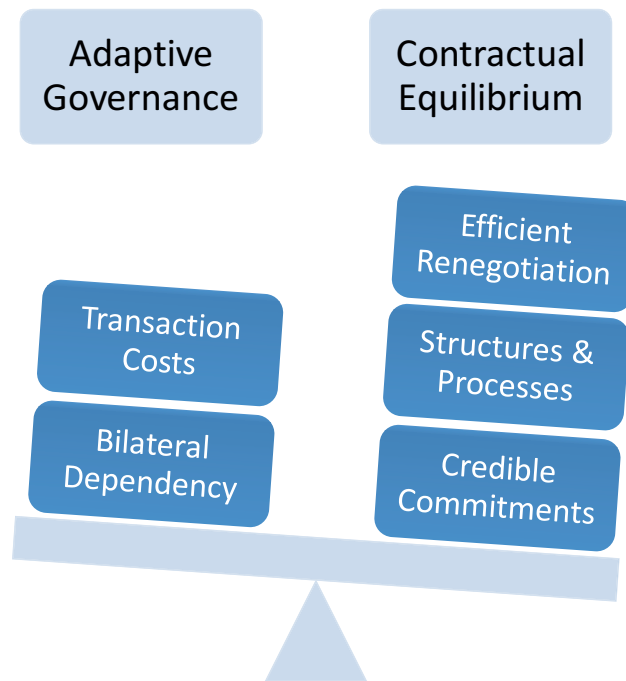 Adaptive
Governance
Contractual
Equilibrium
Transaction
Costs
Bilateral
Dependency
Efficient
Renegotiation
Structures &
Processes
Credible
Commitments